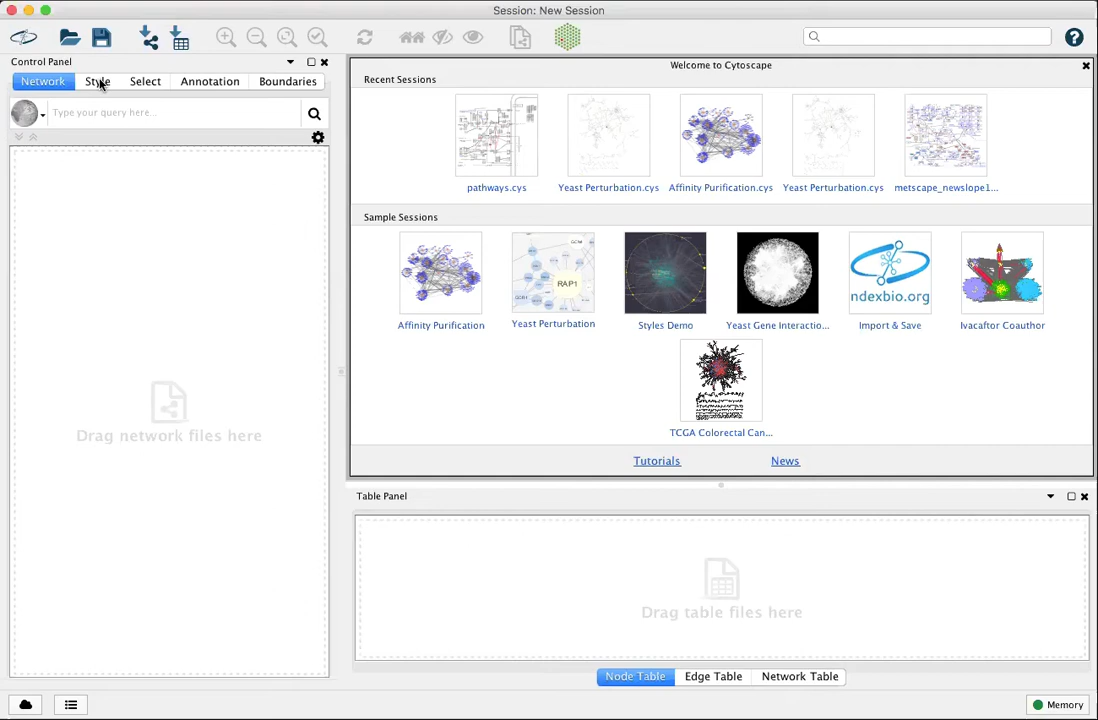 Session: New Session
Control Panel
Network Style Select Annotation Boundaries
Type your query here...
Drag network files here
Welcome to Cytoscape
Recent Sessions
pathways.cys
Yeast Perturbation.cys
Affinity Purification.cys
Yeast Perturbation.cys
metscape_newslope1...
Sample Sessions
GCN4
RAP1
ndexbio.org
Affinity Purification
Yeast Perturbation
Styles Demo
Yeast Gene Interactio...
Import & Save
Ivacaftor Coauthor
TCGA Colorectal Can...
Tutorials
News
Table Panel
Drag table files here
Node Table Edge Table Network Table
Memory